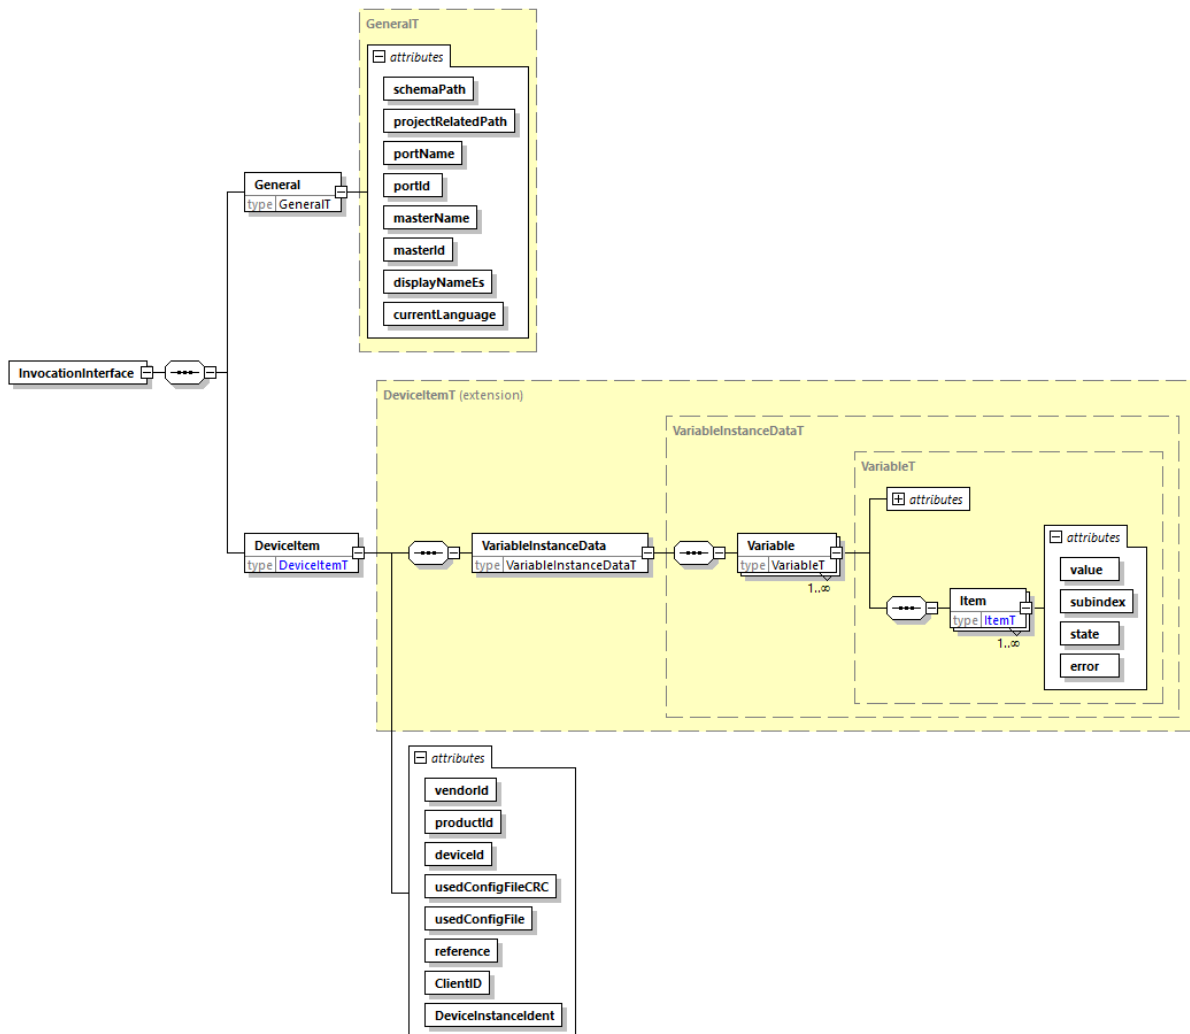 GeneralT
attributes
schemaPath
projectRelatedPath
portName
portId
masterName
masterId
displayNameEs
currentLanguage
General
type GeneralT
InvocationInterface
DeviceItemT (extension)
VariableInstanceDataT
VariableT
attributes
DeviceItem
type DeviceItemT
VariableInstanceData
type VariableInstanceDataT
Variable
type VariableT
1..∞
Item
type ItemT
1..∞
attributes
value
subindex
state
error
attributes
vendorId
productId
deviceId
usedConfigFileCRC
usedConfigFile
reference
ClientID
DeviceInstanceIdent